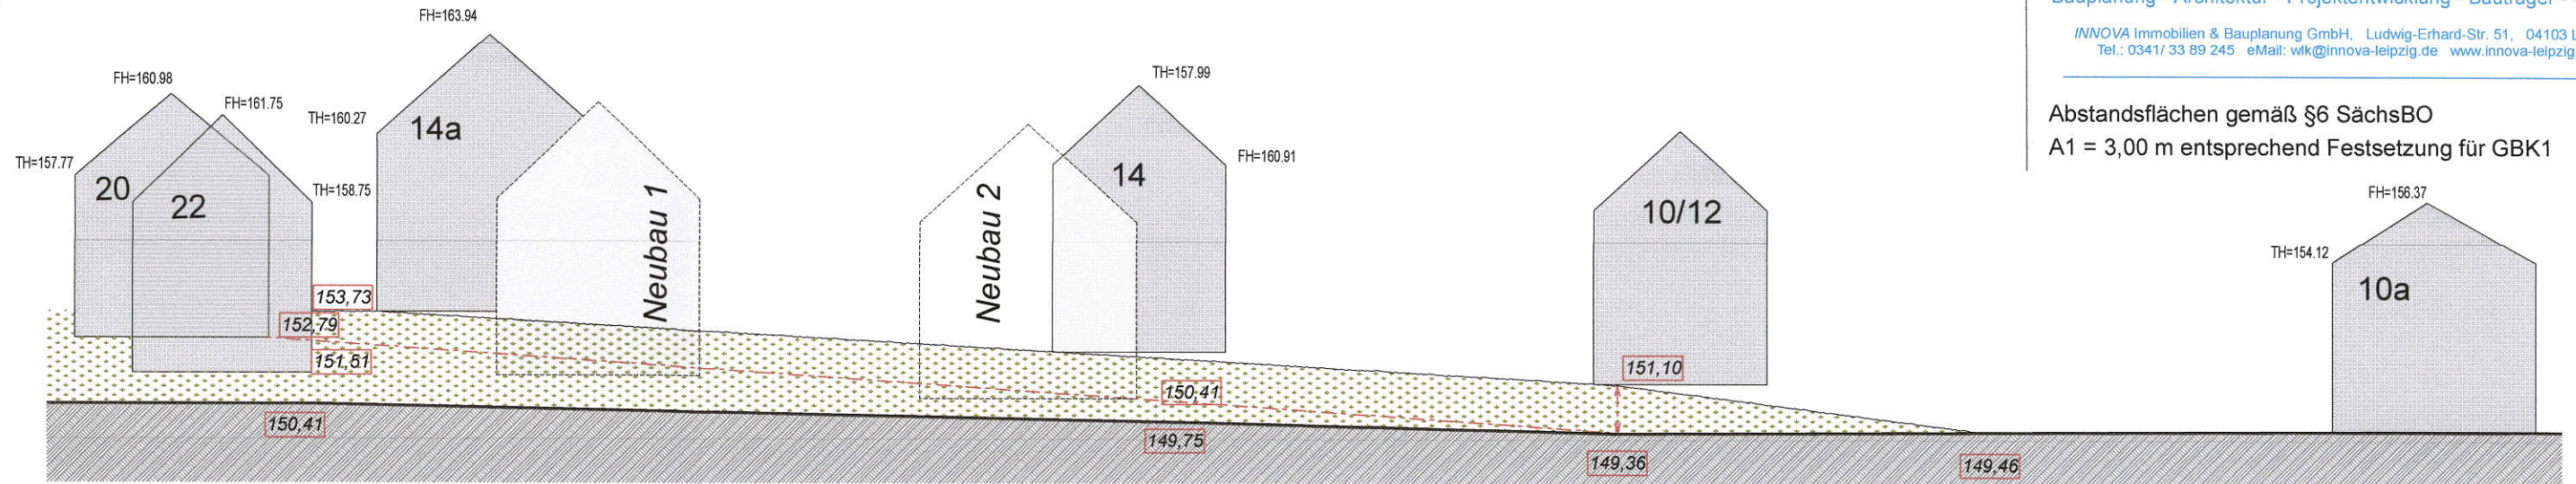 Bauplanung - Architektur - Projektentwicklung - Bauträger -
INNOVA Immobilien & Bauplanung GmbH, Ludwig-Erhard-Str. 51, 04103 L
Tel.: 0341/ 33 89 245 eMail: wlk@innova-leipzig.de www.innova-leipzig
Abstandsflächen gemäß §6 SächsBO
A1 = 3,00 m entsprechend Festsetzung für GBK1
FH=163.94
FH=160.98
FH=161.75
TH=157.77
TH=160.27
TH=158.75
20
22
14a
Neubau 1
Neubau 2
TH=157.99
14
FH=160.91
10/12
FH=156.37
TH=154.12
10a
153,73
152,79
151,51
150,41
150,41
149,75
151,10
149,36
149,46